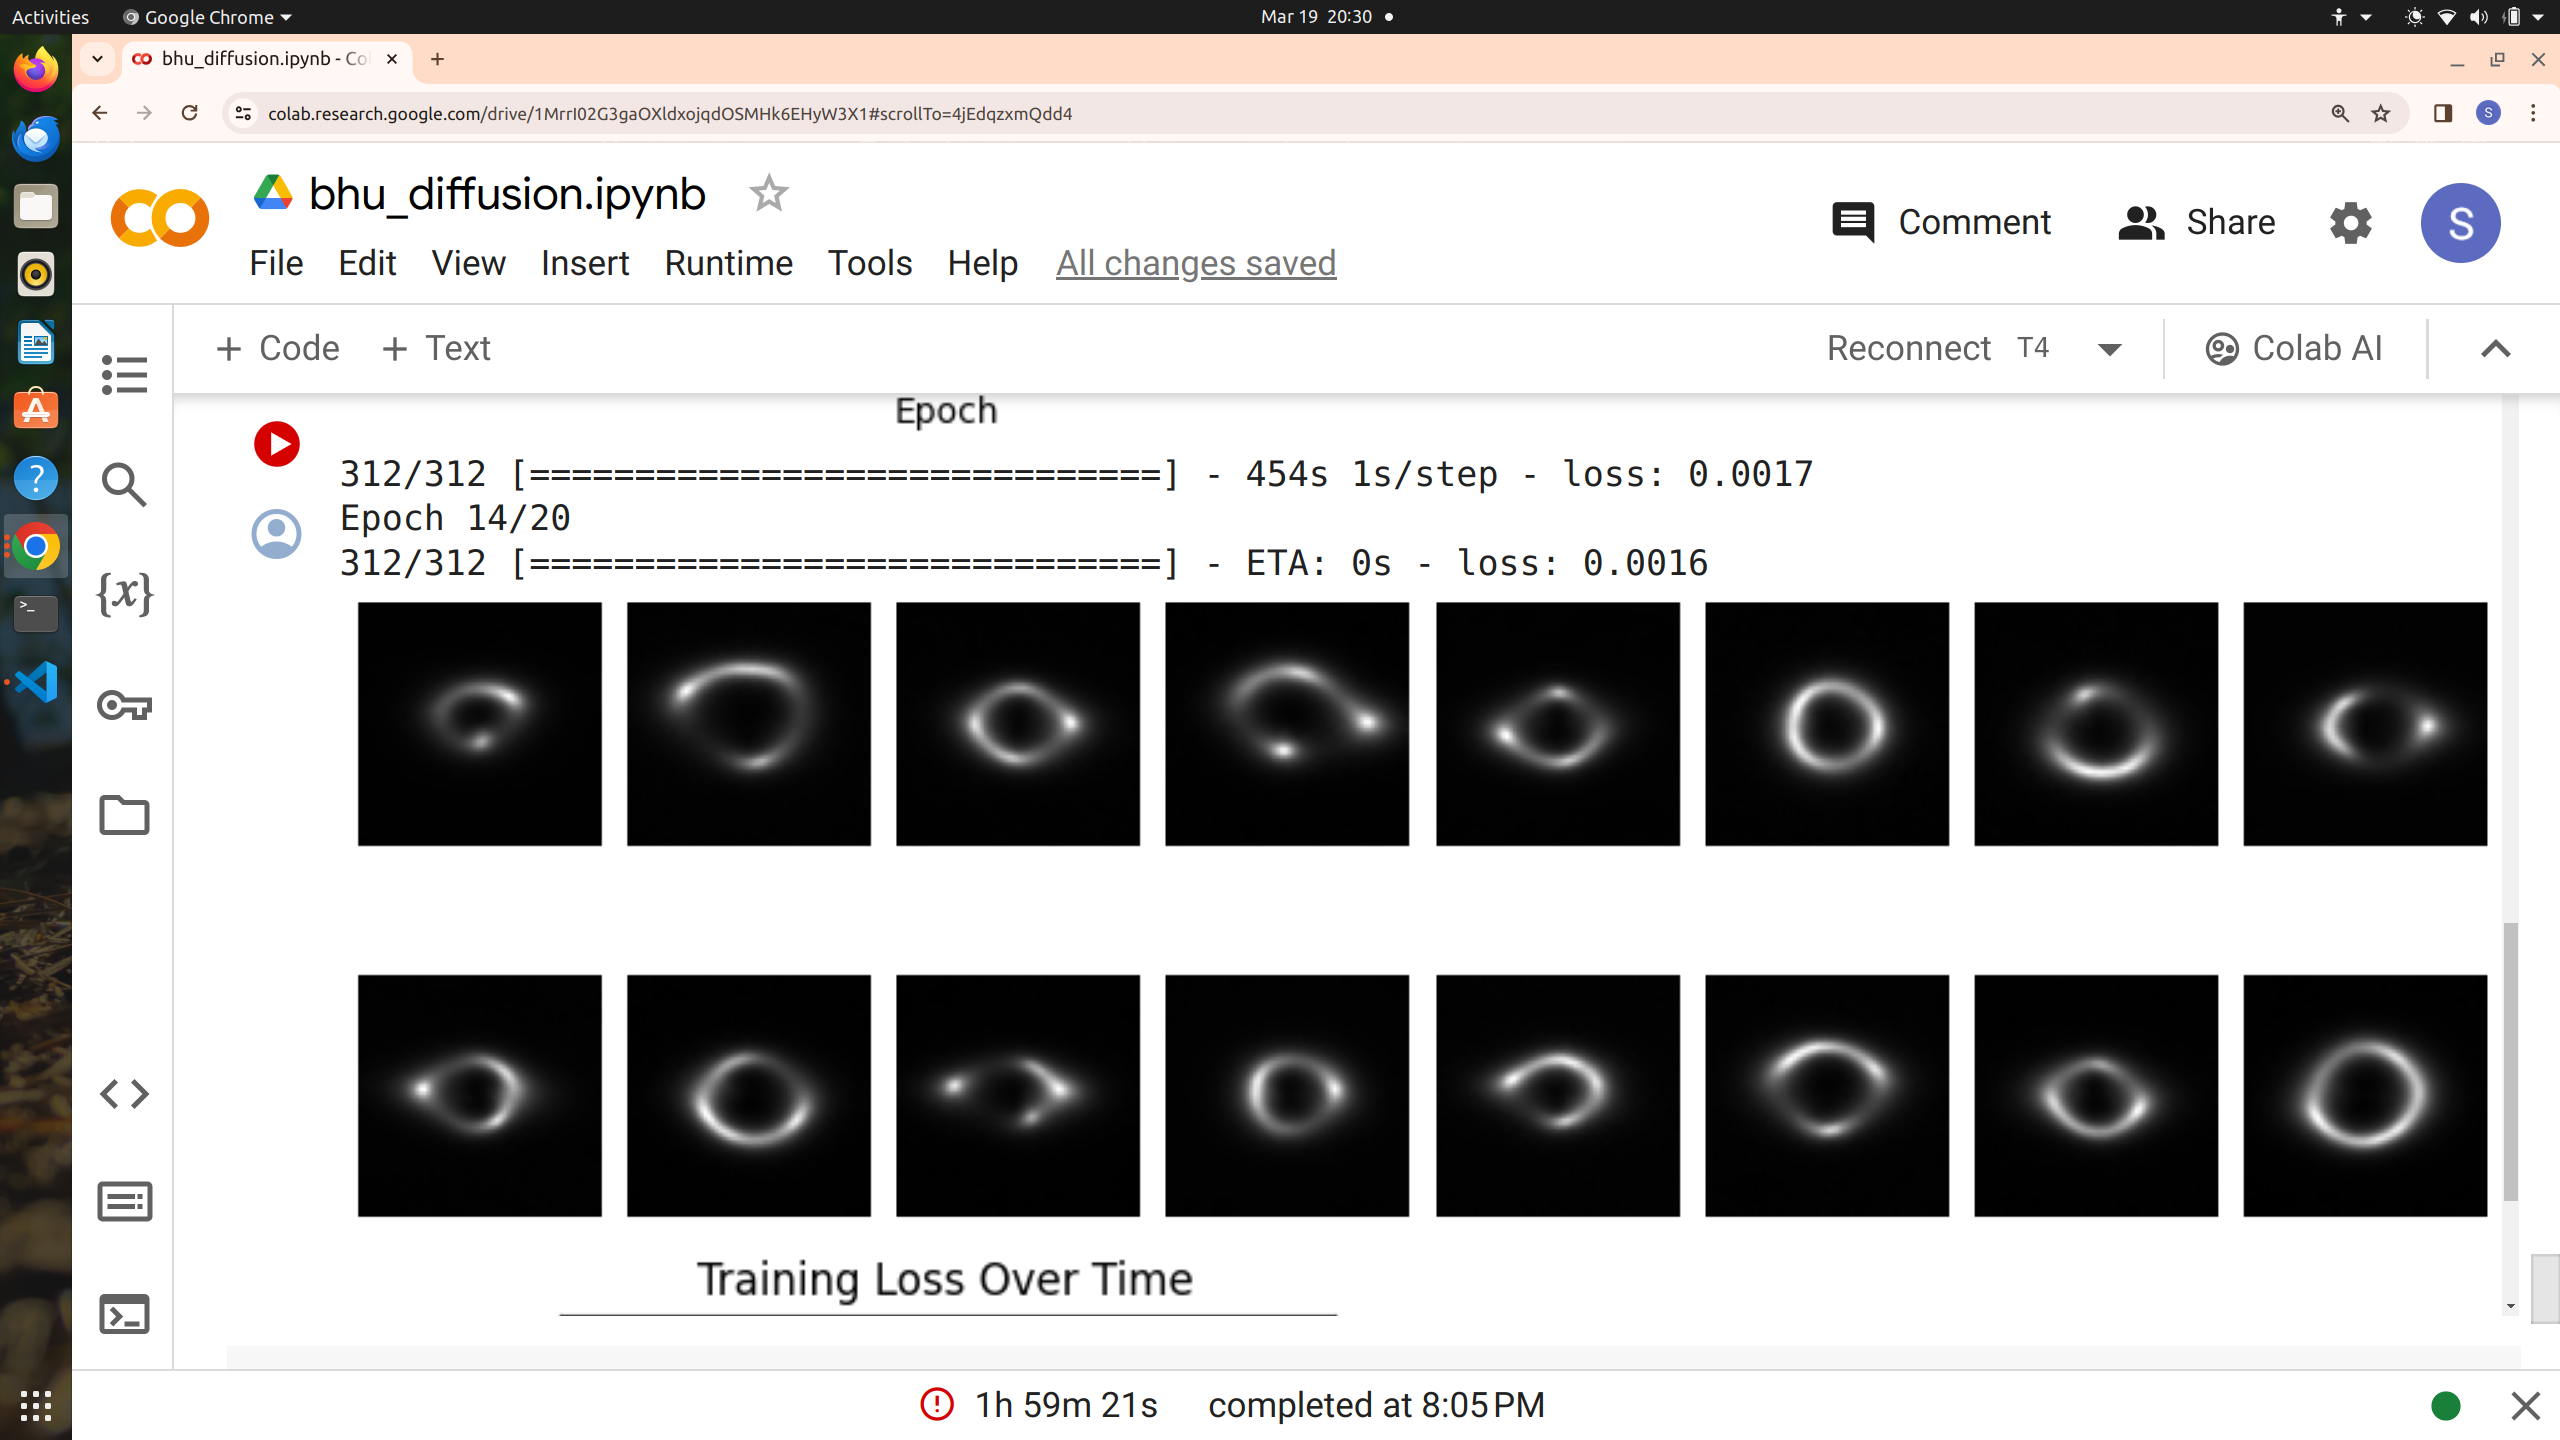 Activities
Google Chrome
Mar 19 20:30
bhu_diffusion.ipynb - Co
colab.research.google.com/drive/1MrrI02G3gaOXldxojqdOSMHk6EHyW3X1#scrollTo=4jEdqzxmQdd4
S
bhu_diffusion.ipynb
Comment
Share
S
File Edit View Insert Runtime Tools Help All changes saved
+ Code + Text
Reconnect T4
Colab AI
Epoch
312/312 [==============================] - 454s 1s/step - loss: 0.0017
Epoch 14/20
312/312 [==============================] - ETA: 0s - loss: 0.0016
{x}
Training Loss Over Time
1h 59m 21s completed at 8:05 PM